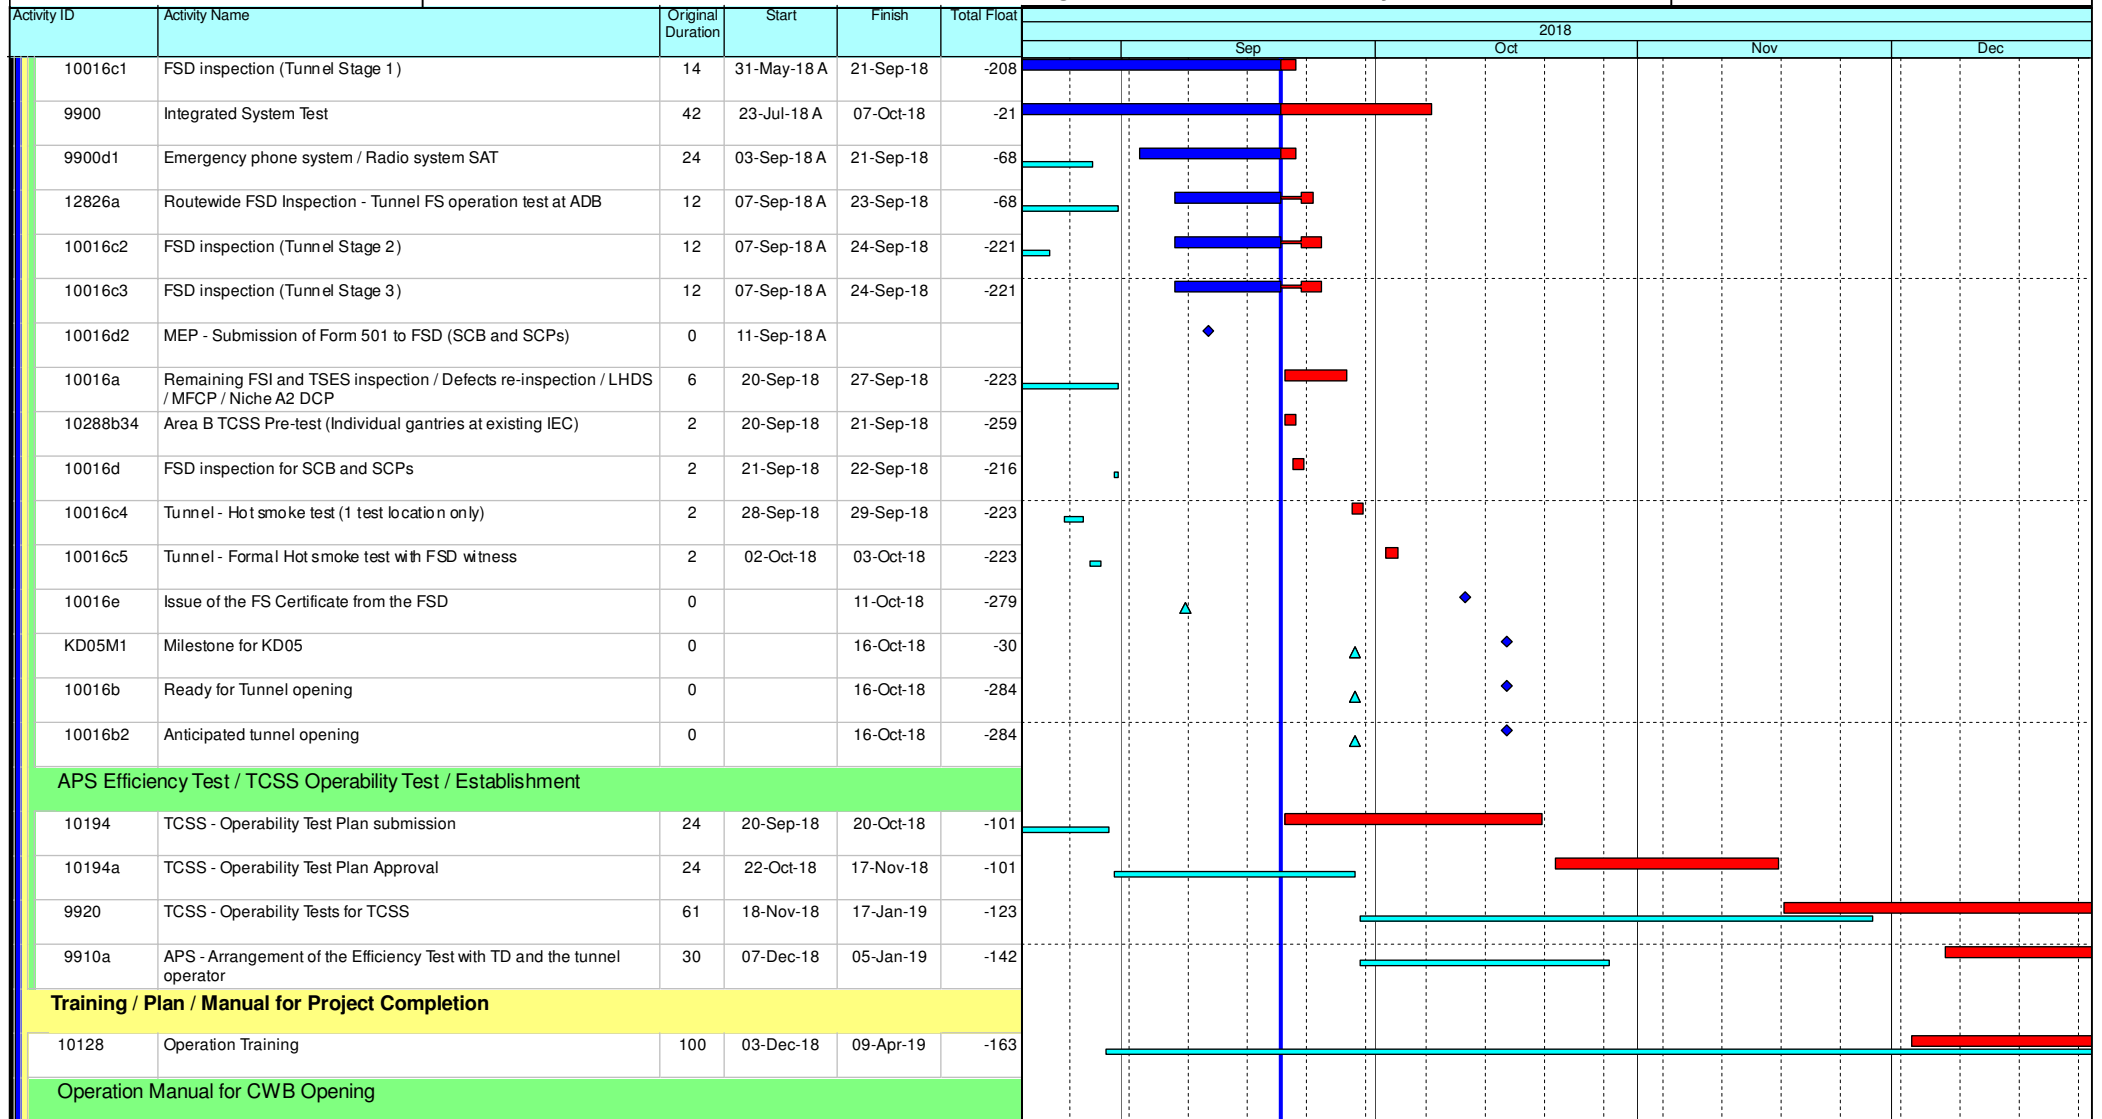 Activity ID Activity Name Original Duration Start Finish Total Float
2018
Sep Oct Nov Dec
10016c1 FSD inspection (Tunnel Stage 1) 14 31-May-18 A 21-Sep-18 -208
9900 Integrated System Test 42 23-Jul-18 A 07-Oct-18 -21
9900d1 Emergency phone system / Radio system SAT 24 03-Sep-18 A 21-Sep-18 -68
12826a Routewide FSD Inspection - Tunnel FS operation test at ADB 12 07-Sep-18 A 23-Sep-18 -68
10016c2 FSD inspection (Tunnel Stage 2) 12 07-Sep-18 A 24-Sep-18 -221
10016c3 FSD inspection (Tunnel Stage 3) 12 07-Sep-18 A 24-Sep-18 -221
10016d2 MEP - Submission of Form 501 to FSD (SCB and SCPs) 0 11-Sep-18 A
10016a Remaining FSI and TSES inspection / Defects re-inspection / LHDS 6 20-Sep-18 27-Sep-18 -223
/ MFCP / Niche A2 DCP
10288b34 Area B TCSS Pre-test (Individual gantries at existing IEC) 2 20-Sep-18 21-Sep-18 -259
10016d FSD inspection for SCB and SCPs 2 21-Sep-18 22-Sep-18 -216
10016c4 Tunnel - Hot smoke test (1 test location only) 2 28-Sep-18 29-Sep-18 -223
10016c5 Tunnel - Formal Hot smoke test with FSD witness 2 02-Oct-18 03-Oct-18 -223
10016e Issue of the FS Certificate from the FSD 0 11-Oct-18 -279
KD05M1 Milestone for KD05 0 16-Oct-18 -30
10016b Ready for Tunnel opening 0 16-Oct-18 -284
10016b2 Anticipated tunnel opening 0 16-Oct-18 -284
APS Efficiency Test / TCSS Operability Test / Establishment
10194 TCSS - Operability Test Plan submission 24 20-Sep-18 20-Oct-18 -101
10194a TCSS - Operability Test Plan Approval 24 22-Oct-18 17-Nov-18 -101
9920 TCSS - Operability Tests for TCSS 61 18-Nov-18 17-Jan-19 -123
9910a APS - Arrangement of the Efficiency Test with TD and the tunnel 30 07-Dec-18 05-Jan-19 -142
operator
Training / Plan / Manual for Project Completion
10128 Operation Training 100 03-Dec-18 09-Apr-19 -163
Operation Manual for CWB Opening